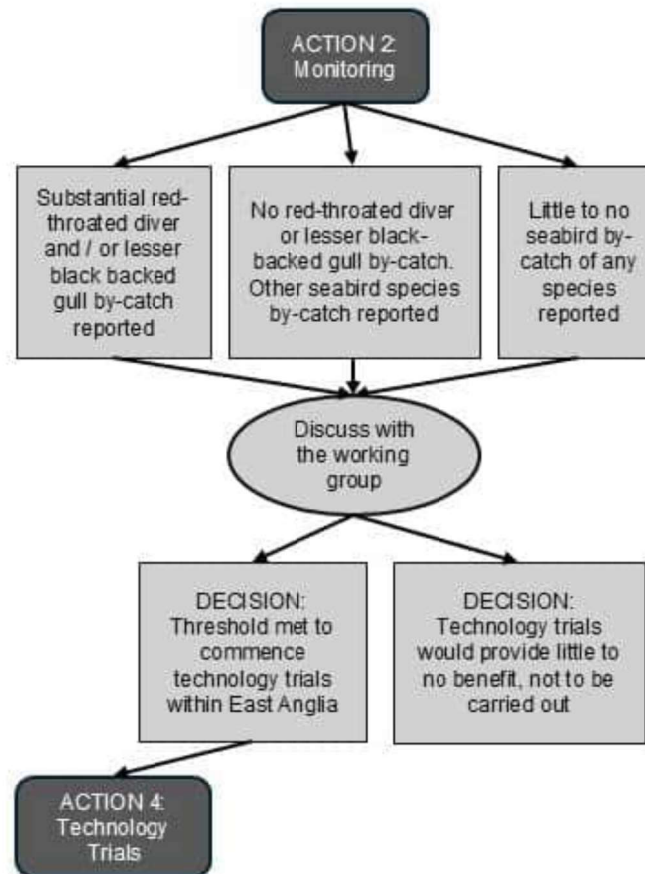 ACTION 2:
Monitoring
Substantial red-
throated diver
and / or lesser
black backed
gull by-catch
reported
No red-throated diver
or lesser black-
backed gull by-catch.
Other seabird species
by-catch reported
Little to no
seabird by-
catch of any
species
reported
Discuss with
the working
group
DECISION:
Threshold met to
commence
technology trials
within East Anglia
DECISION:
Technology trials
would provide little to
no benefit, not to be
carried out
ACTION 4:
Technology
Trials